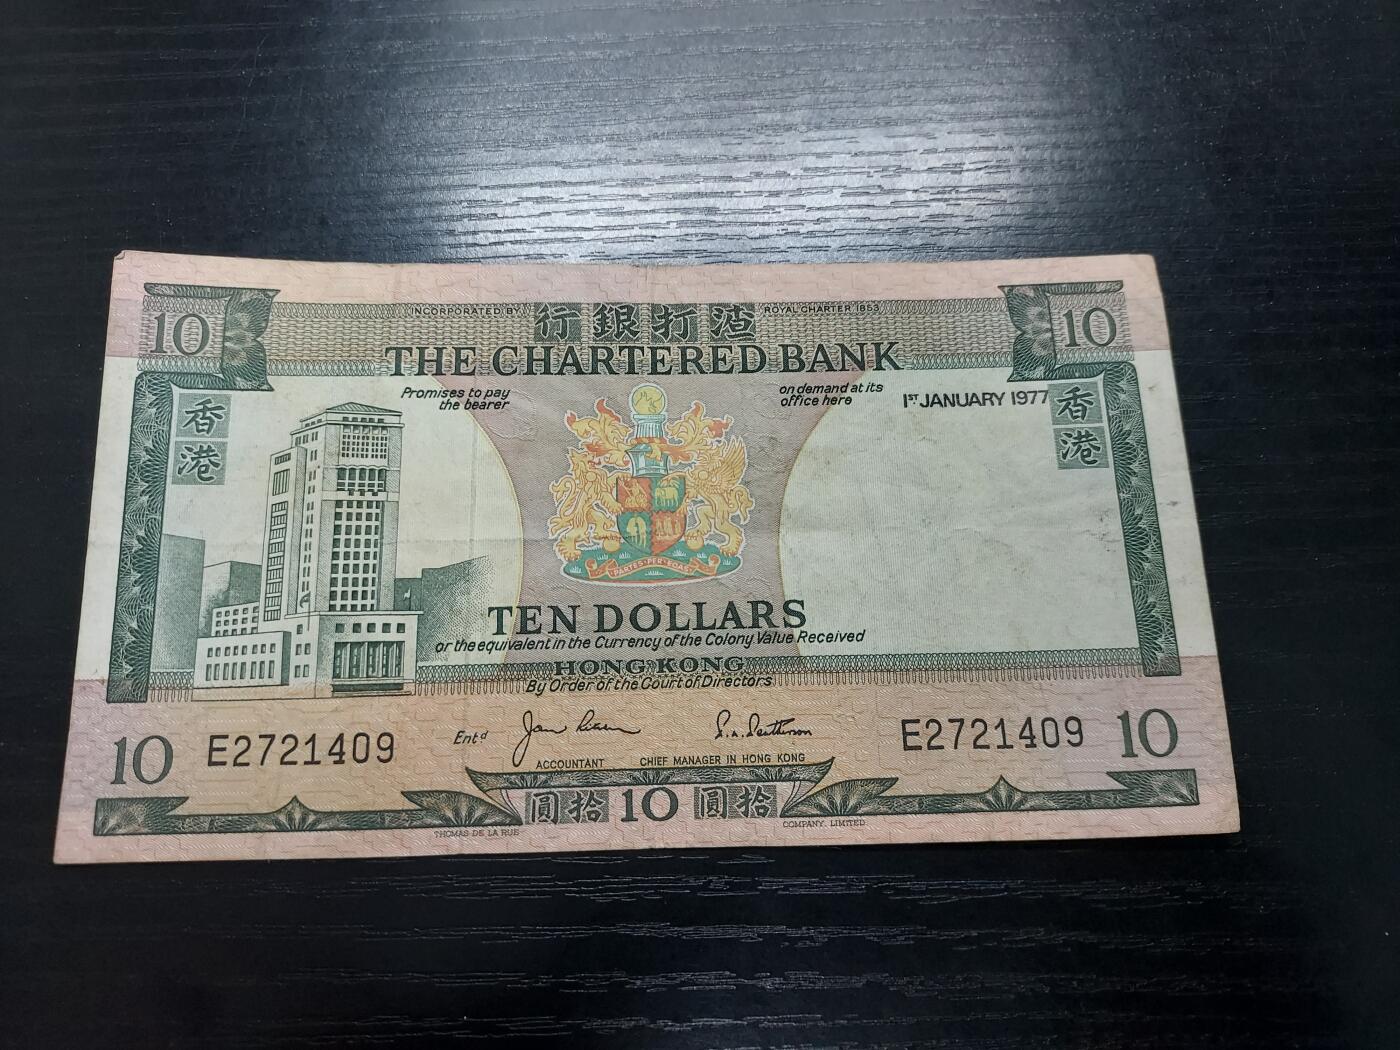 INCORPORATED BY 行銀打渣 ROYAL CHARTER 1853
10 THE CHARTERED BANK 10
Promises to pay
the bearer
on demand at its
office here
1ST JANUARY 1977
香港
香港
PARTES·PER·EOAS
TEN DOLLARS
or the equivalent in the Currency of the Colony Value Received
HONG KONG
By Order of the Court of Directors
10 E2721409 Entd E2721409 10
ACCOUNTANT CHIEF MANAGER IN HONG KONG
圓拾 10 圓拾
THOMAS DE LA RUE COMPANY. LIMITED